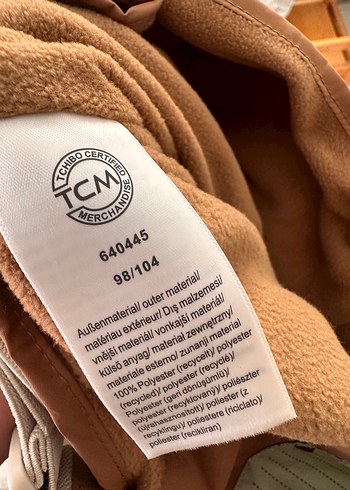 TCHIBO CERTIFIED
TCM
MERCHANDISE
640445
98/104
Außenmaterial/ outer material/
matériau extérieur/ Dış malzemesi/
vnější materiál/ vonkajší materiál/
külső anyag/ materiał zewnętrzny/
materiale esterno/ zunanji material
100% Polyester (recycelt)/ polyester
(recycled)/ polyester (recyclé)/
Polyester (geri dönüşümlü)/
polyester (recyklovaný)/ poliészter
(újrahasznosított)/ poliester (z
recyklingu)/ poliestere (riciclato)/
poliester (recikliran)